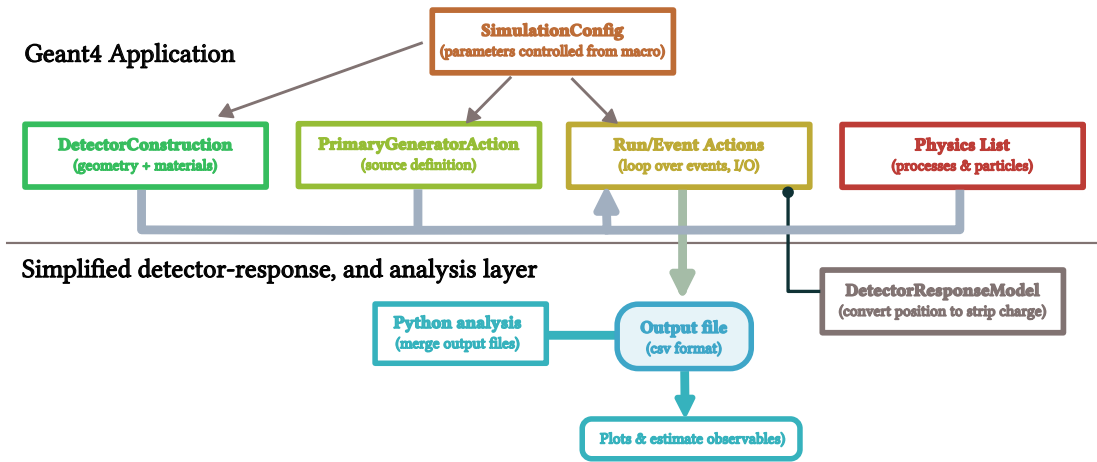 SimulationConfig
(parameters controlled from macro)
Geant4 Application
DetectorConstruction
(geometry + materials)
PrimaryGeneratorAction
(source definition)
Run/Event Actions
(loop over events, I/O)
Physics List
(processes & particles)
Simplified detector-response, and analysis layer
DetectorResponseModel
(convert position to strip charge)
Python analysis
(merge output files)
Output file
(csv format)
Plots & estimate observables)